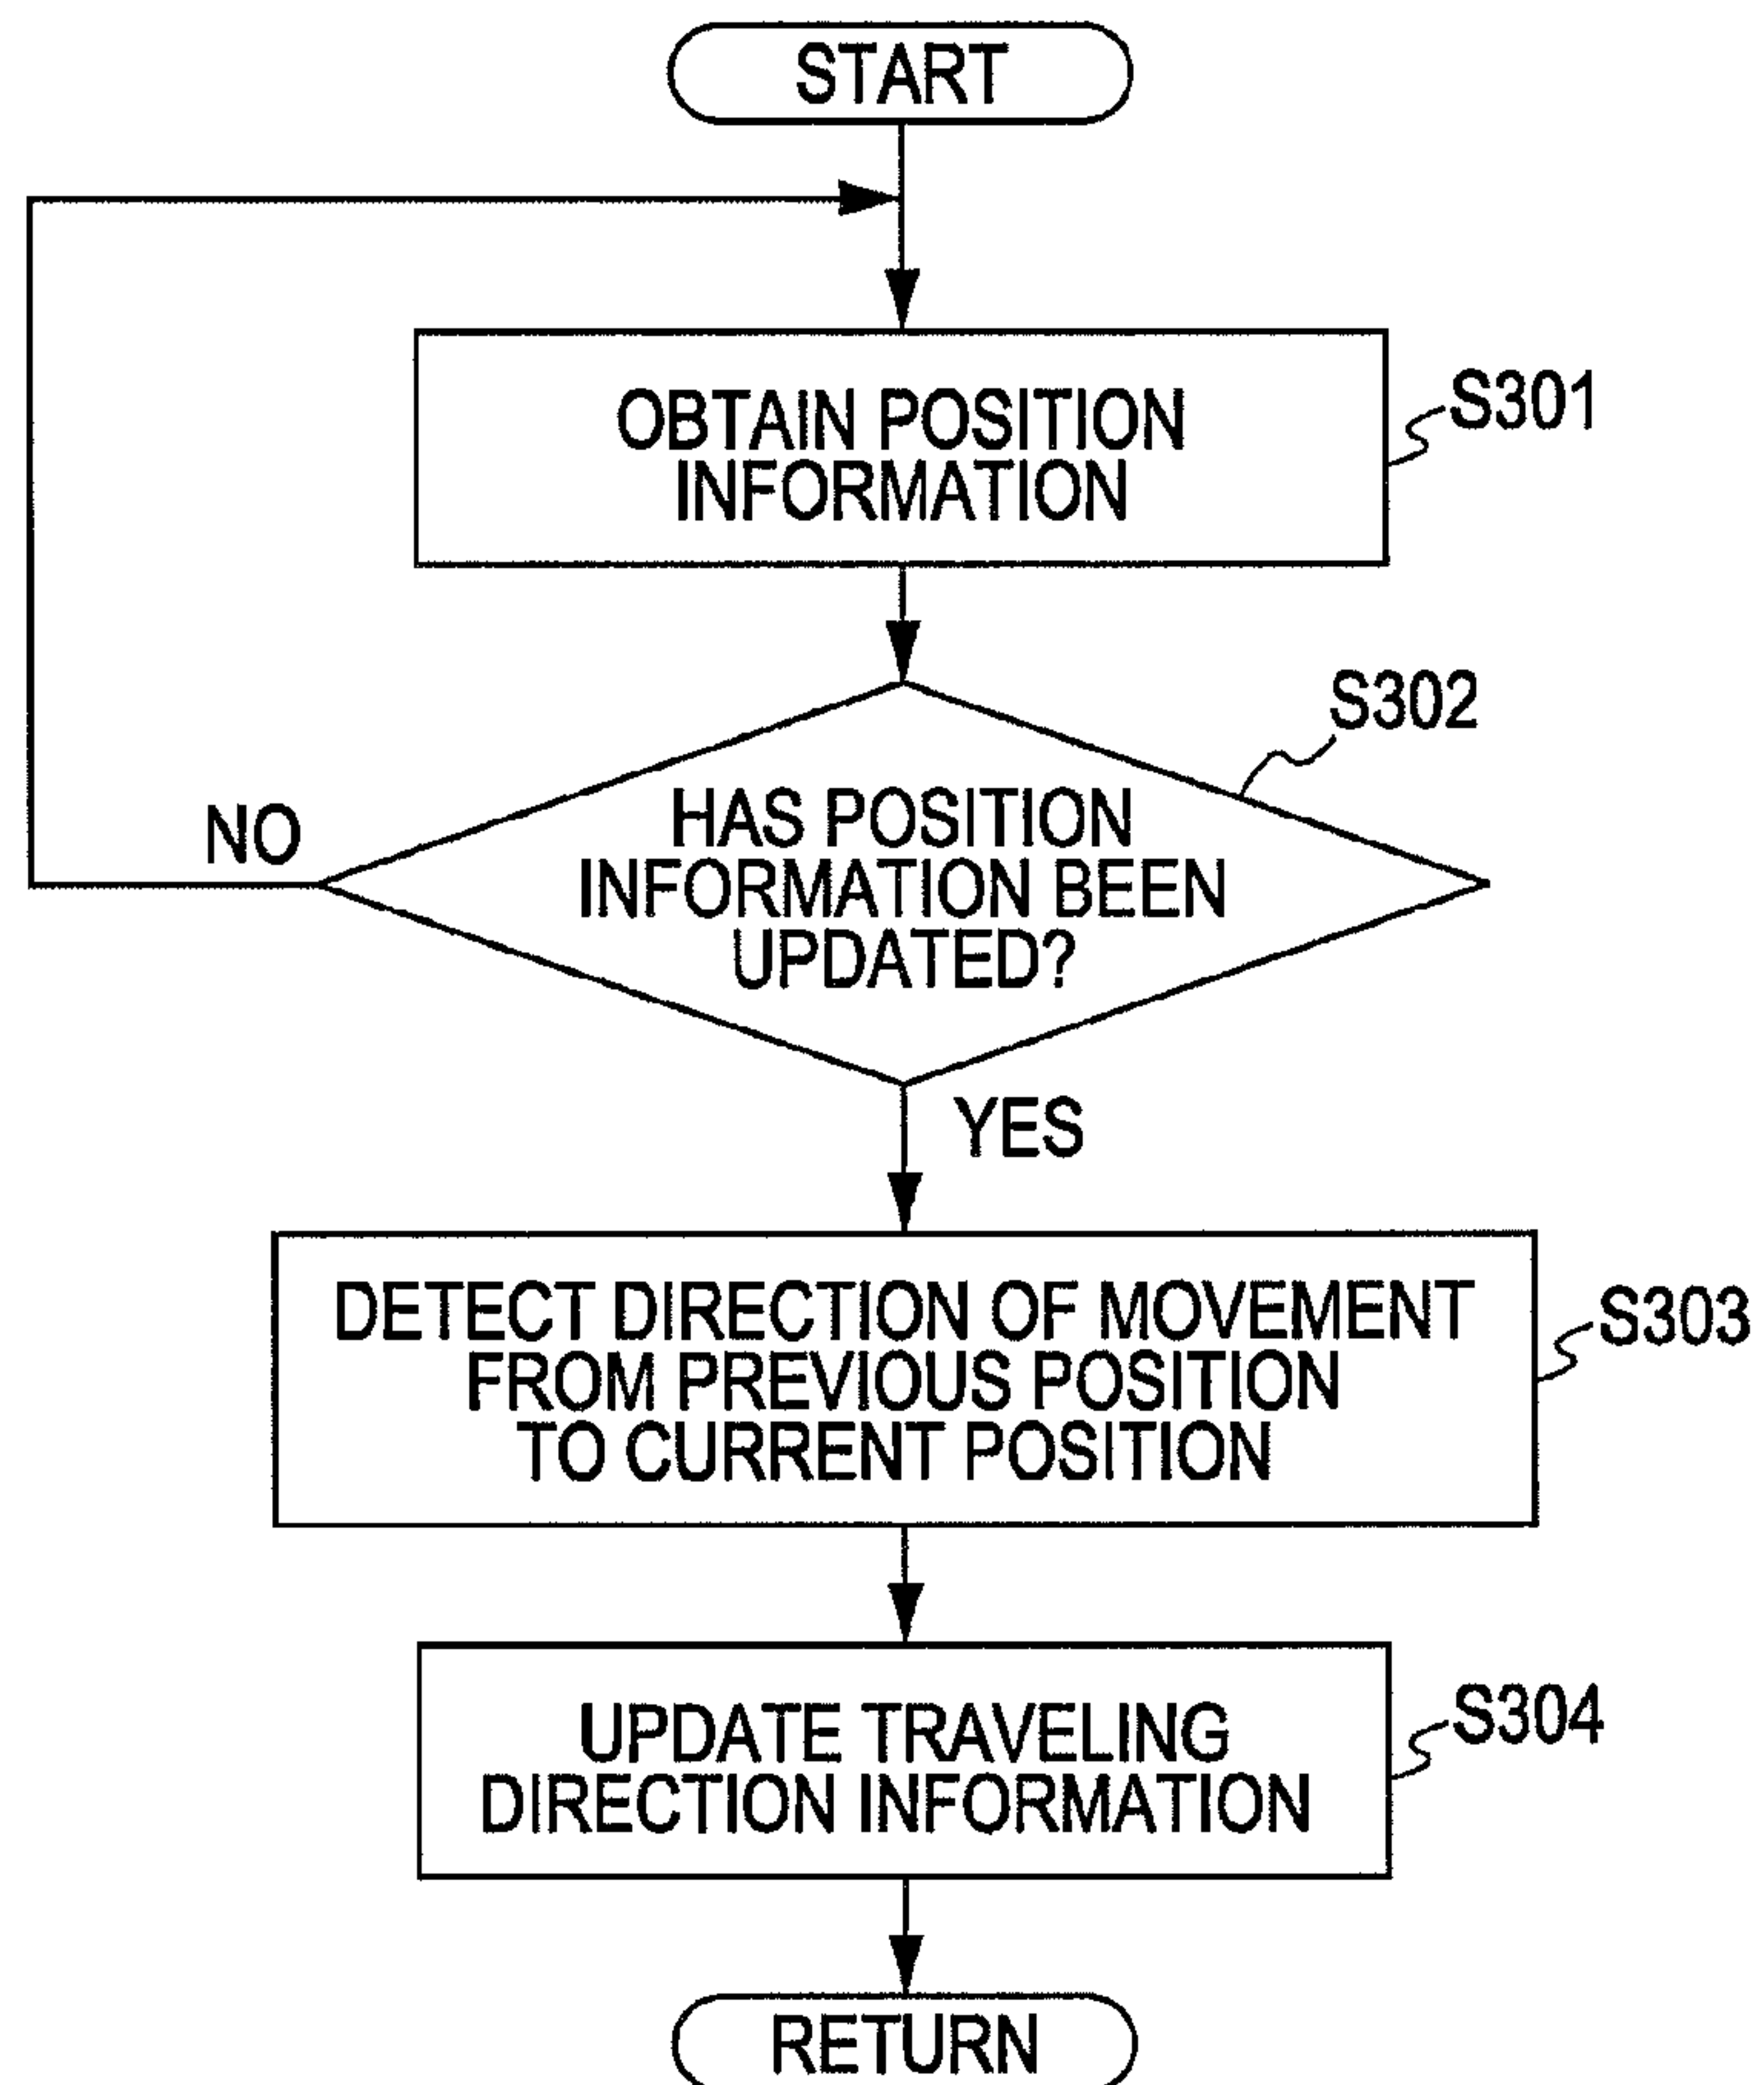 START
OBTAIN POSITION
INFORMATION
S301
S302
HAS POSITION
INFORMATION BEEN
UPDATED?
NO
YES
DETECT DIRECTION OF MOVEMENT
FROM PREVIOUS POSITION
TO CURRENT POSITION
S303
UPDATE TRAVELING
DIRECTION INFORMATION
S304
RETURN